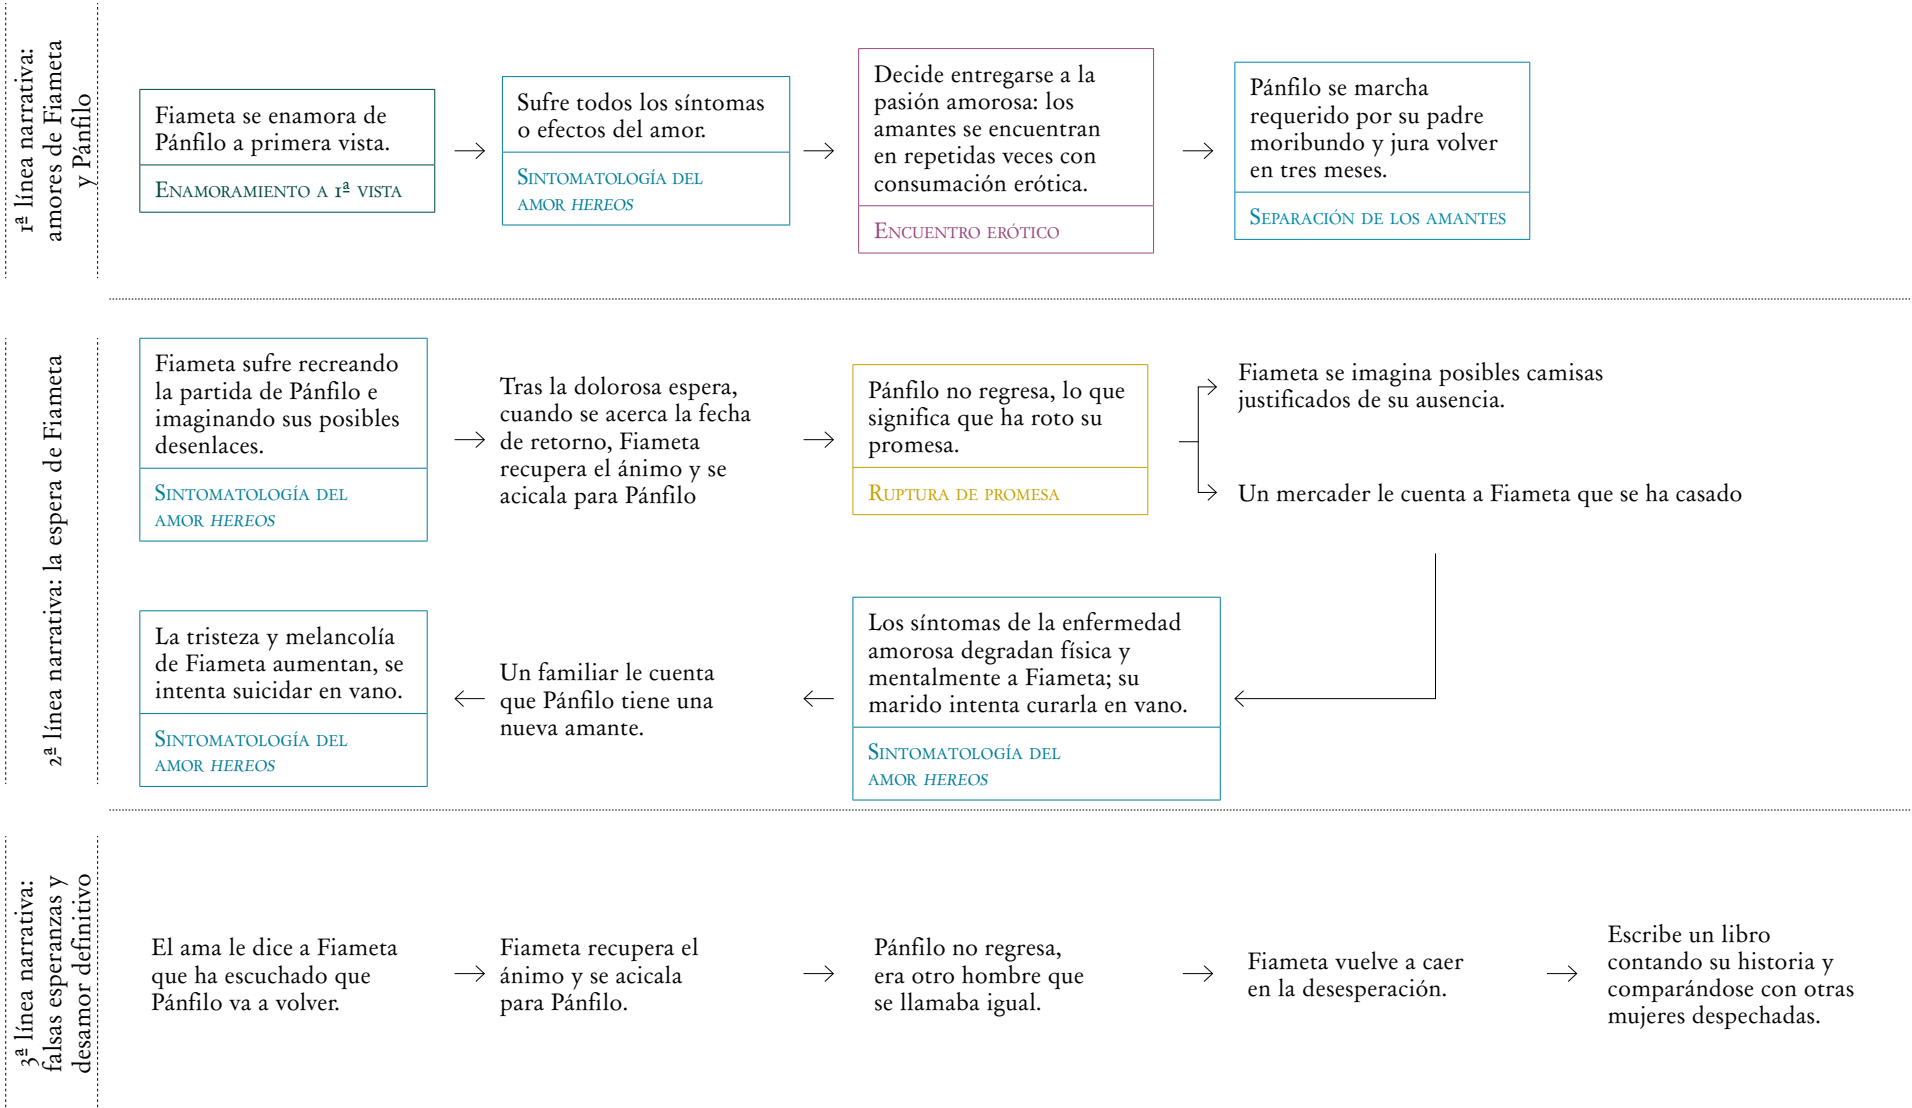 1ª línea narrativa:
amores de Fiameta
y Pánfilo
Fiameta se enamora de
Pánfilo a primera vista.
Enamoramiento a 1ª vista
Sufre todos los síntomas
o efectos del amor.
Sintomatología del
amor hereos
Decide entregarse a la
pasión amorosa: los
amantes se encuentran
en repetidas veces con
consumación erótica.
Encuentro erótico
Pánfilo se marcha
requerido por su padre
moribundo y jura volver
en tres meses.
Separación de los amantes
2ª línea narrativa: la espera de Fiameta
Fiameta sufre recreando
la partida de Pánfilo e
imaginando sus posibles
desenlaces.
Sintomatología del
amor hereos
Tras la dolorosa espera,
cuando se acerca la fecha
de retorno, Fiameta
recupera el ánimo y se
acicala para Pánfilo
Pánfilo no regresa, lo que
significa que ha roto su
promesa.
Ruptura de promesa
Fiameta se imagina posibles camisas
justificados de su ausencia.
Un mercader le cuenta a Fiameta que se ha casado
Los síntomas de la enfermedad
amorosa degradan física y
mentalmente a Fiameta; su
marido intenta curarla en vano.
Sintomatología del
amor hereos
Un familiar le cuenta
que Pánfilo tiene una
nueva amante.
La tristeza y melancolía
de Fiameta aumentan, se
intenta suicidar en vano.
Sintomatología del
amor hereos
3ª línea narrativa:
falsas esperanzas y
desamor definitivo
El ama le dice a Fiameta
que ha escuchado que
Pánfilo va a volver.
Fiameta recupera el
ánimo y se acicala
para Pánfilo.
Pánfilo no regresa,
era otro hombre que
se llamaba igual.
Fiameta vuelve a caer
en la desesperación.
Escribe un libro
contando su historia y
comparándose con otras
mujeres despechadas.